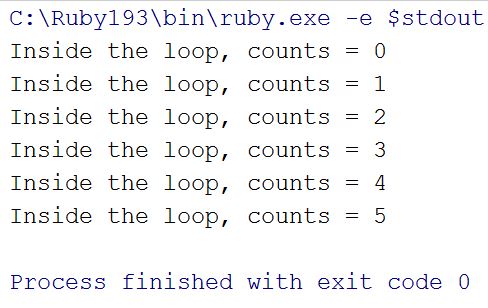 C:\Ruby193\bin\ruby.exe -e $stdout
Inside the loop, counts = 0
Inside the loop, counts = 1
Inside the loop, counts = 2
Inside the loop, counts = 3
Inside the loop, counts = 4
Inside the loop, counts = 5
Process finished with exit code 0